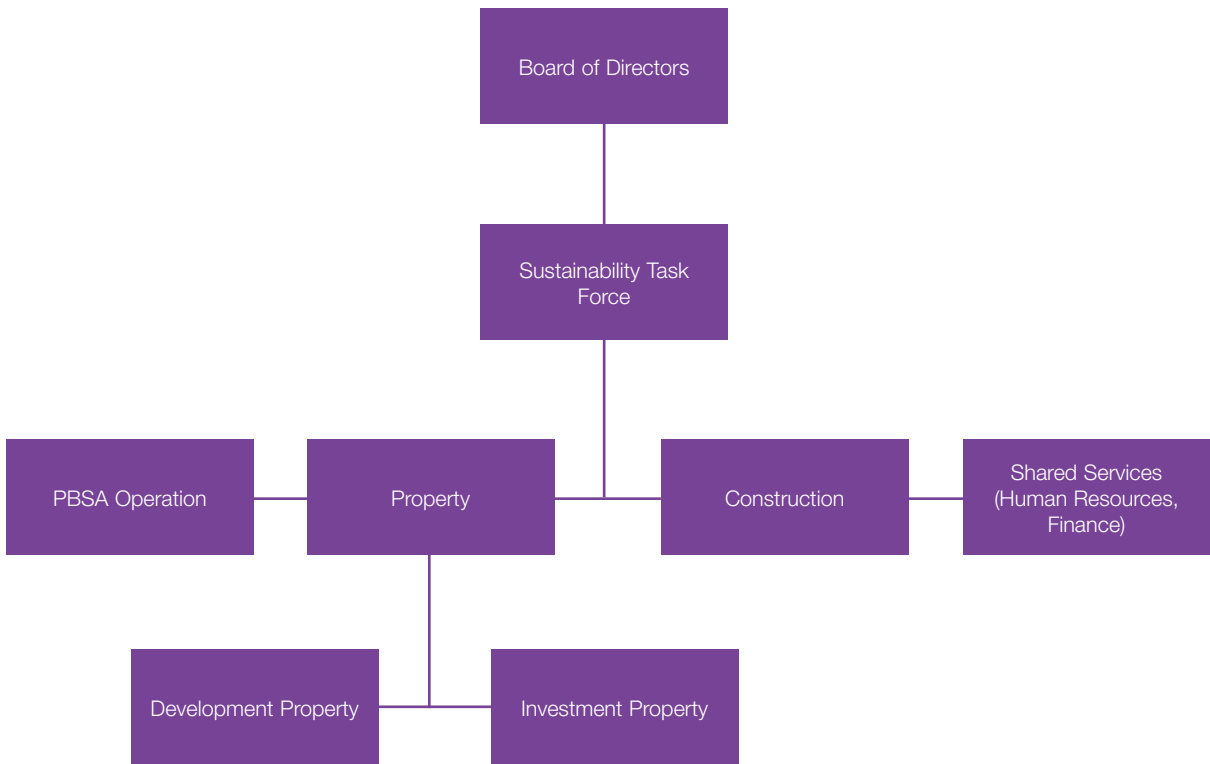 Board of Directors
Sustainability Task
Force
PBSA Operation
Property
Construction
Shared Services
(Human Resources,
Finance)
Development Property
Investment Property